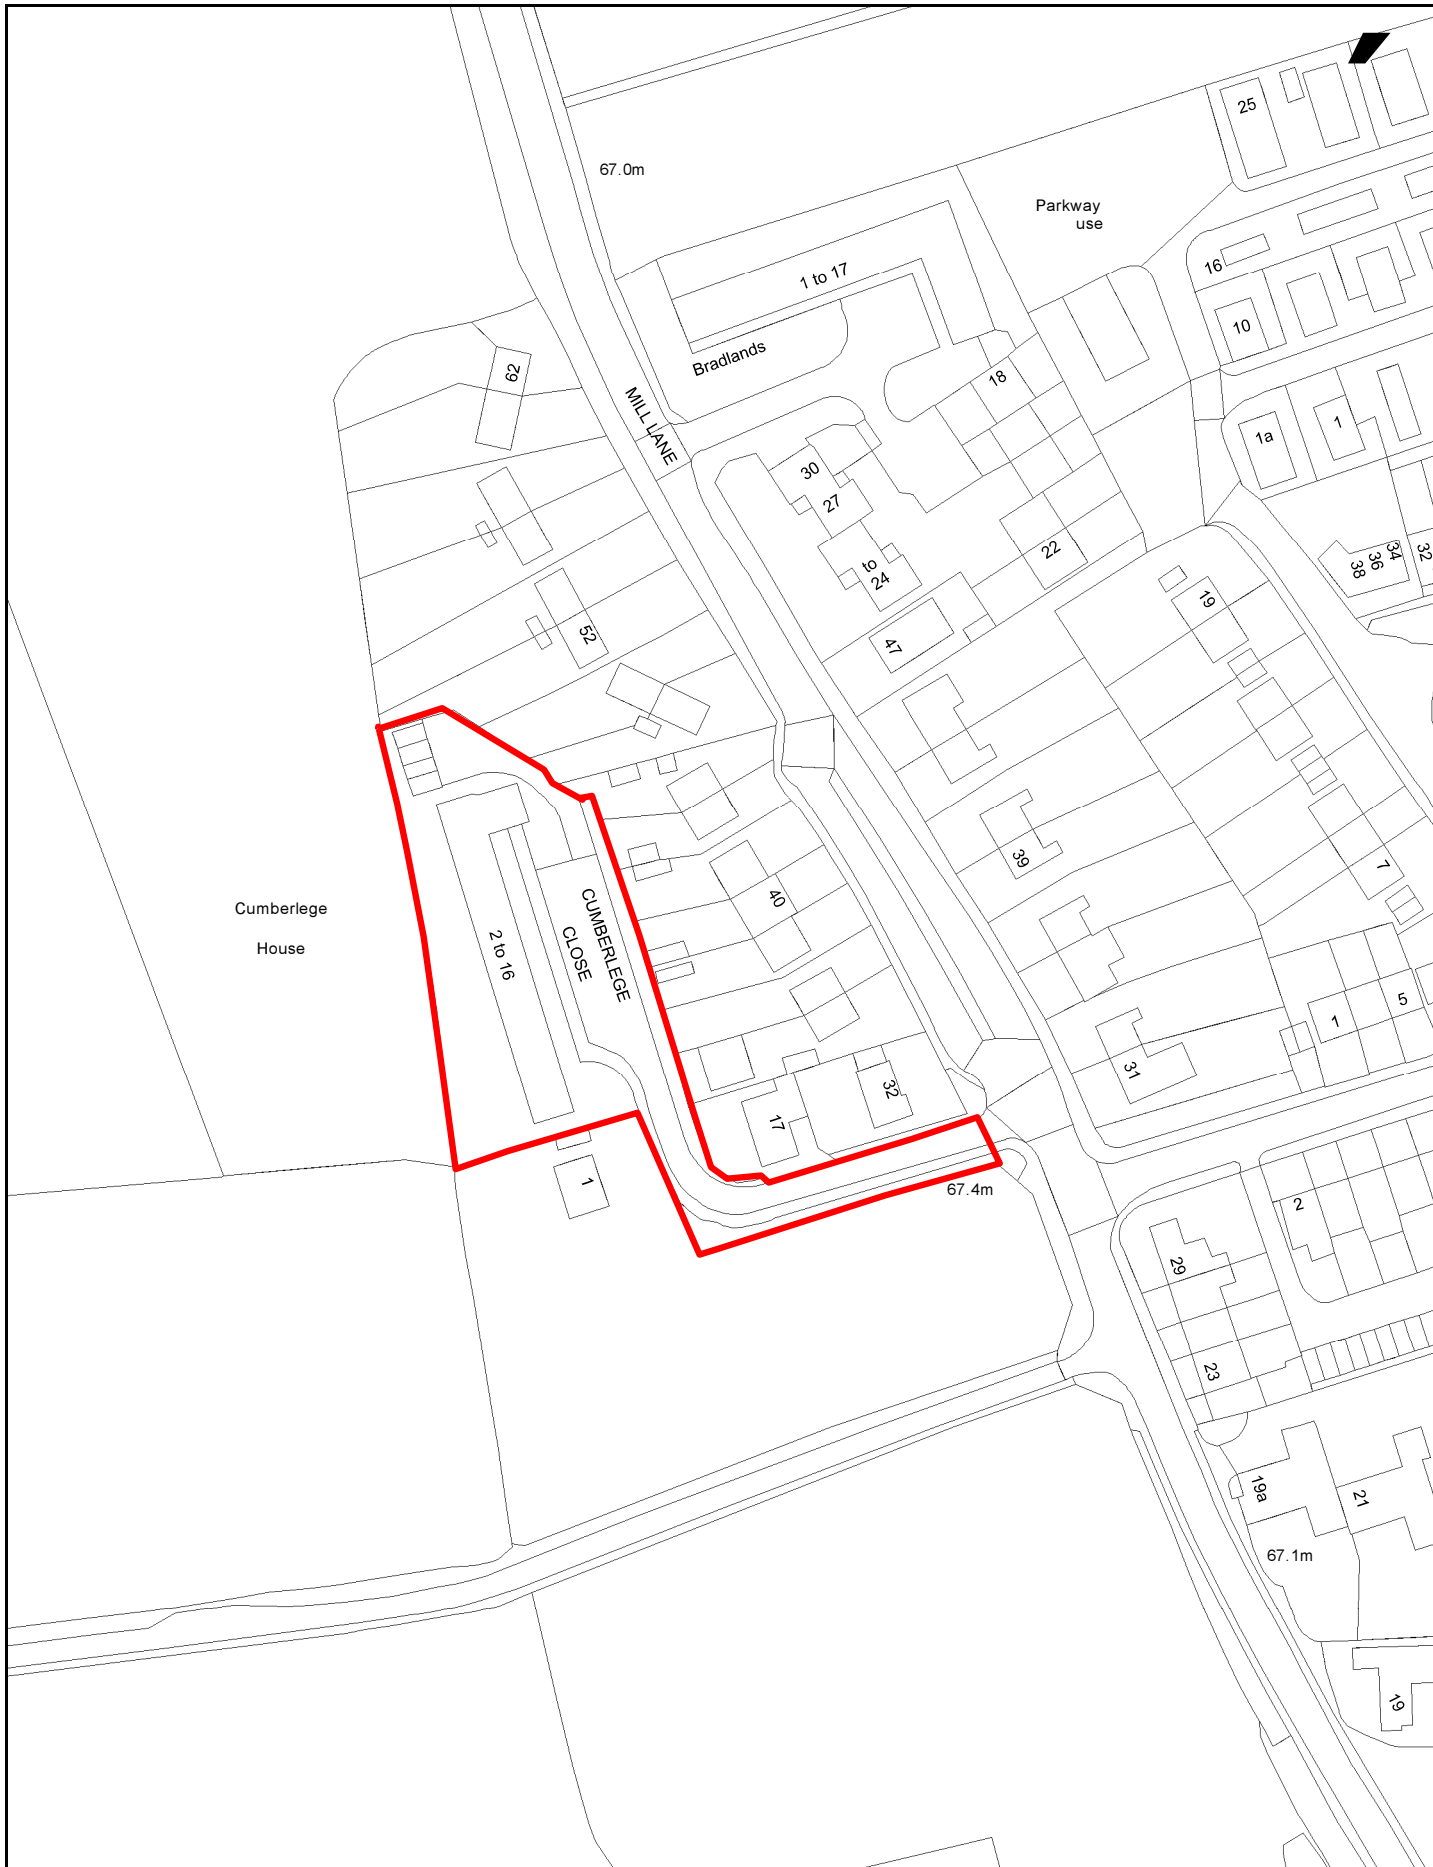 25
67.0m
Parkway
use
1 to 17
16
10
Bradlands
62
18
MILL LANE
1a
1
30
27
to
24
22
34
36
38
32
19
52
47
39
7
40
Cumberlege
House
2 to 16
CUMBERLEGE
CLOSE
5
1
31
32
17
1
67.4m
2
29
23
19a
21
67.1m
19